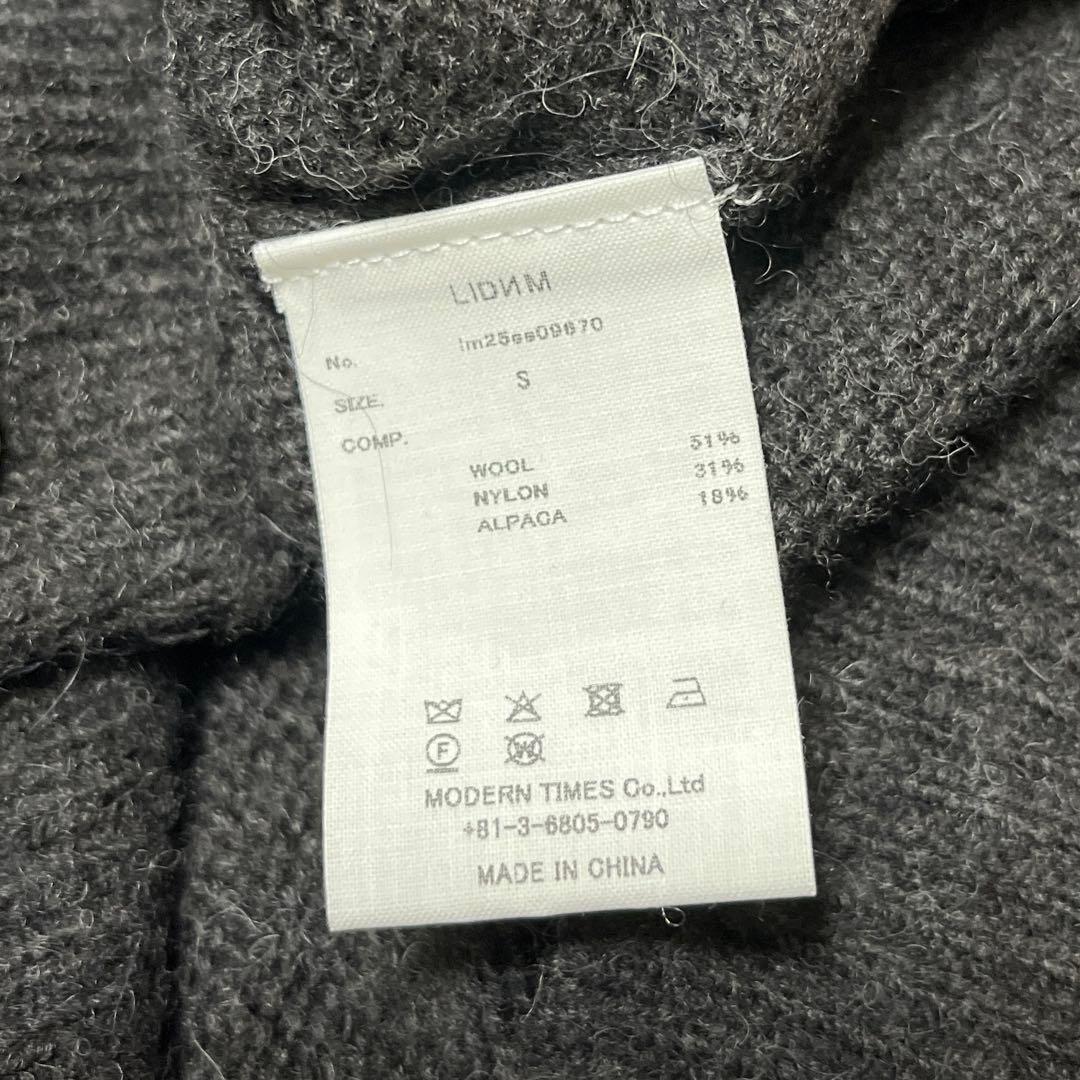 LIDИM
No. lm25ss09670
SIZE. S
COMP.
WOOL 51%
NYLON 31%
ALPACA 18%
F W
MODERN TIMES Co.,Ltd
+81-3-6805-0790
MADE IN CHINA